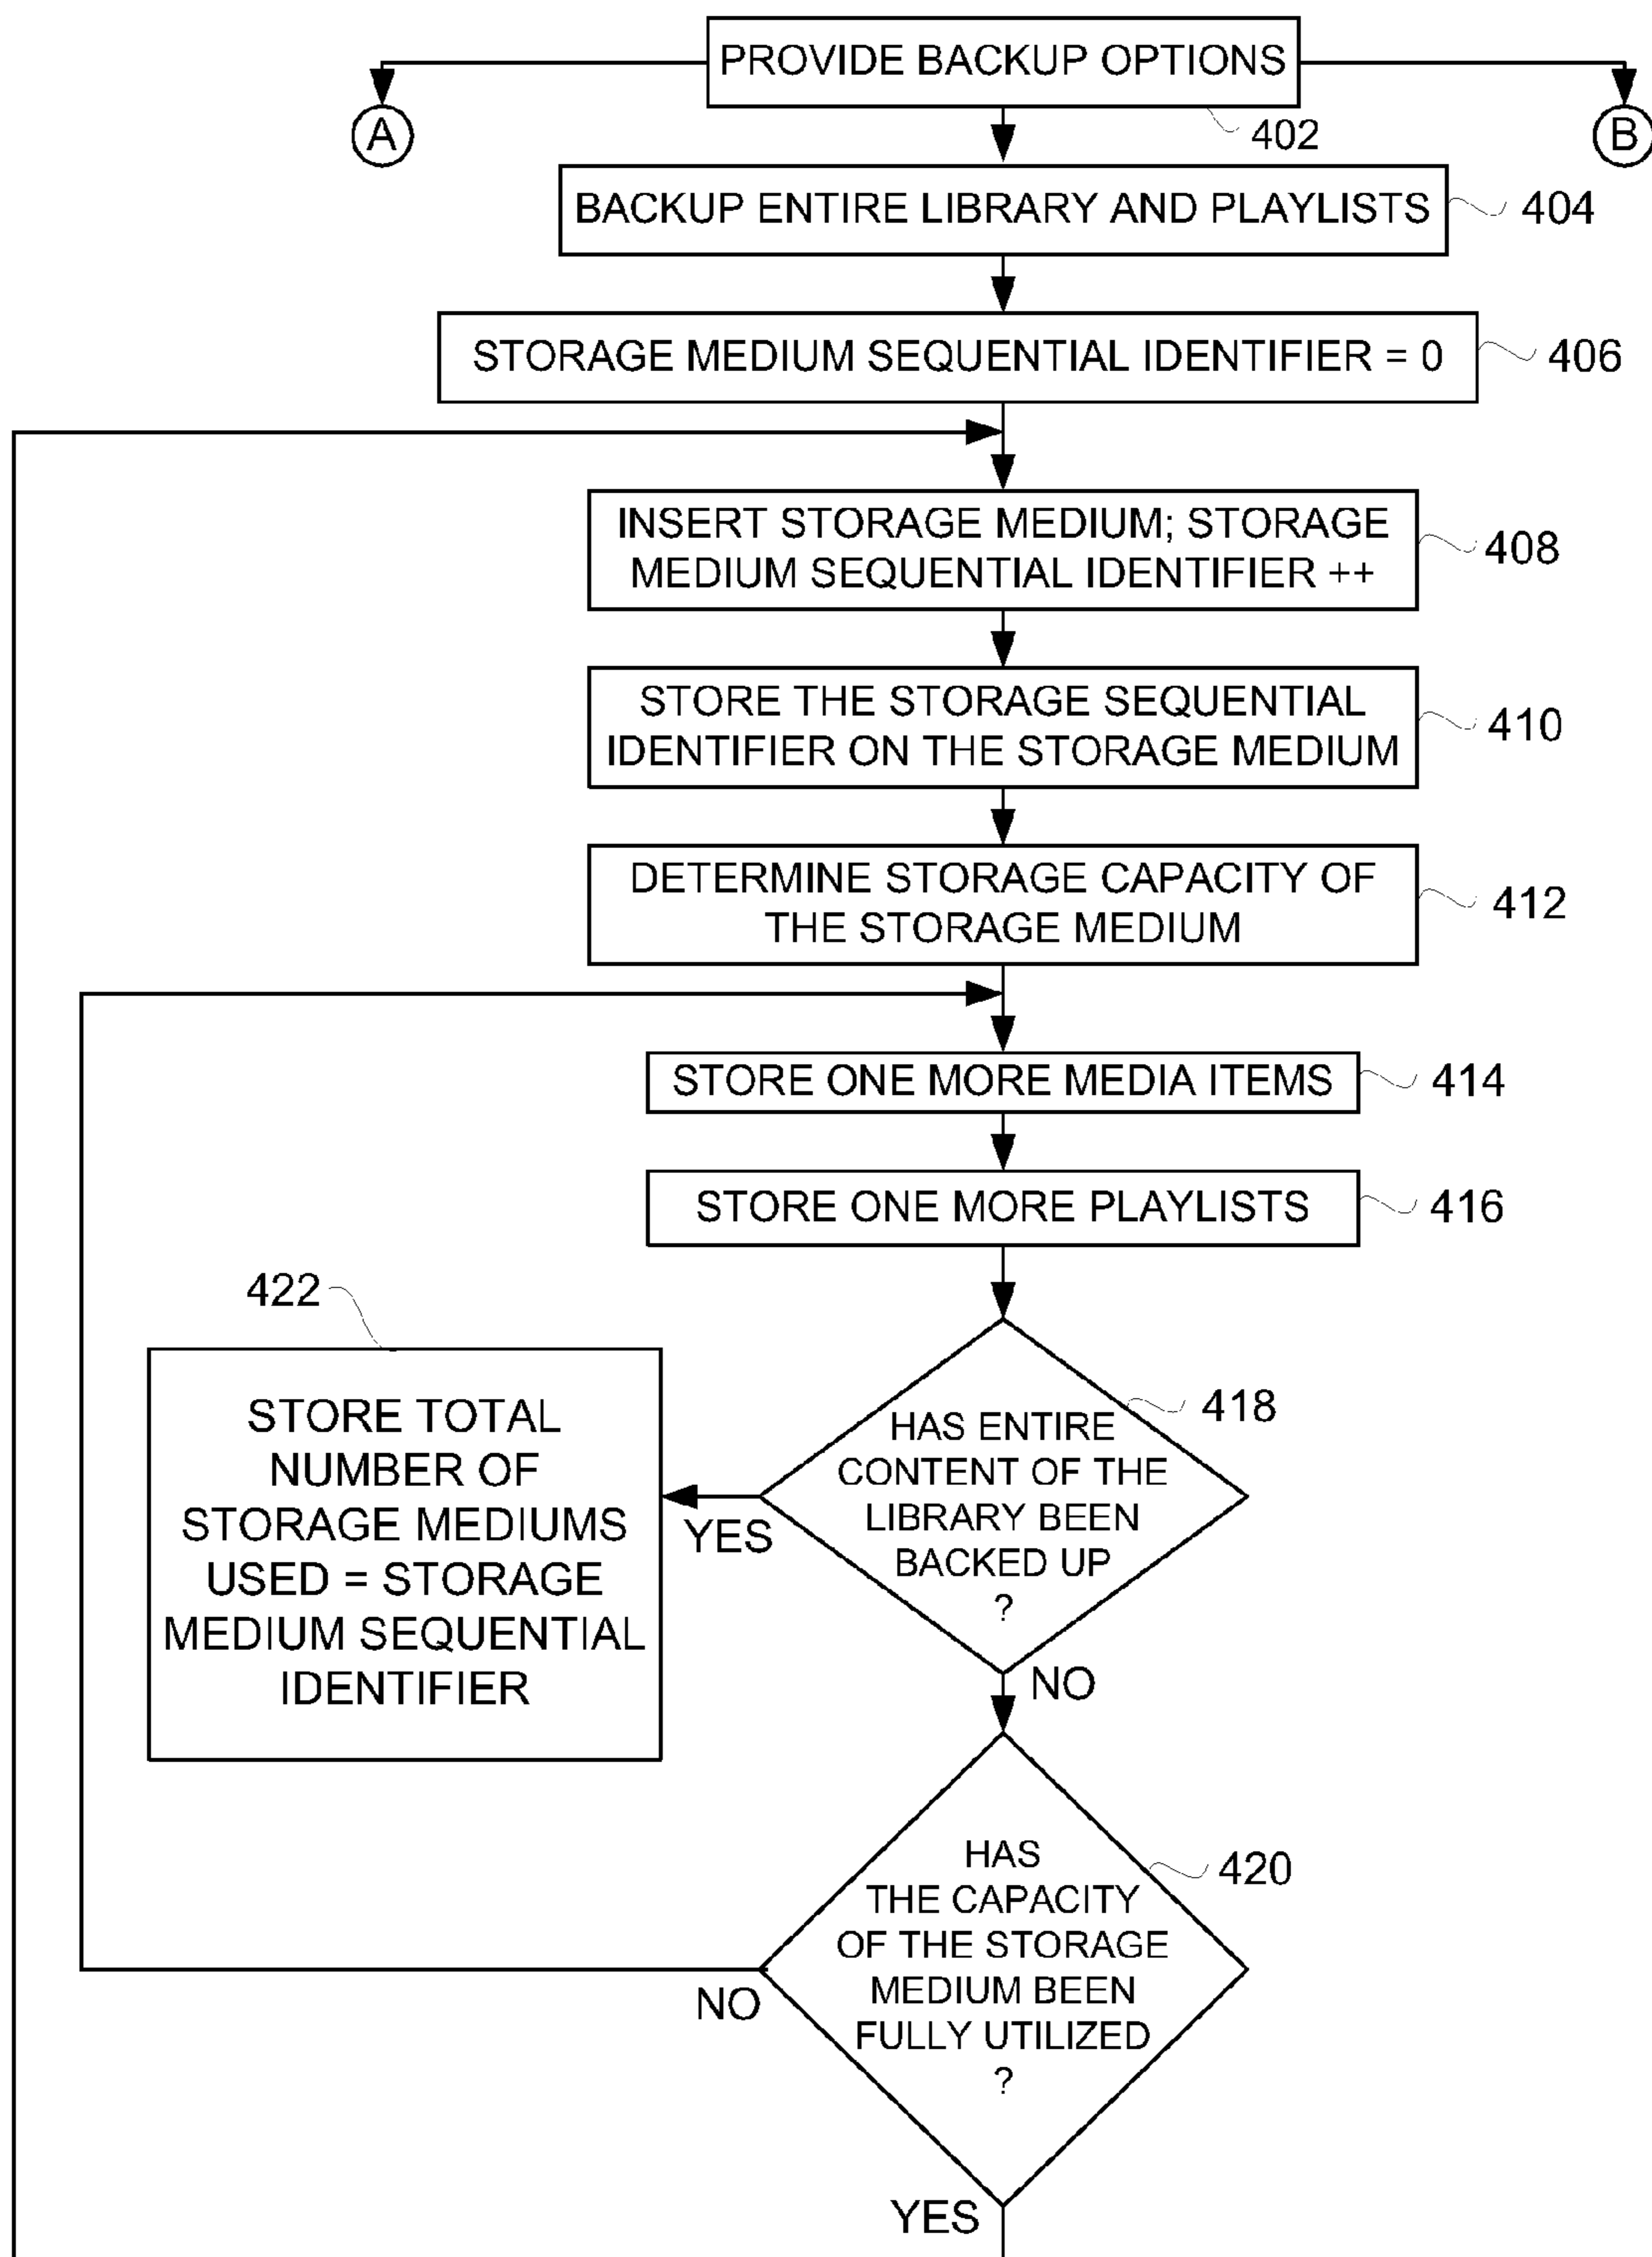 PROVIDE BACKUP OPTIONS
A
B
402
BACKUP ENTIRE LIBRARY AND PLAYLISTS
404
STORAGE MEDIUM SEQUENTIAL IDENTIFIER = 0
406
INSERT STORAGE MEDIUM; STORAGE
MEDIUM SEQUENTIAL IDENTIFIER ++
408
STORE THE STORAGE SEQUENTIAL
IDENTIFIER ON THE STORAGE MEDIUM
410
DETERMINE STORAGE CAPACITY OF
THE STORAGE MEDIUM
412
STORE ONE MORE MEDIA ITEMS
414
STORE ONE MORE PLAYLISTS
416
422
STORE TOTAL
NUMBER OF
STORAGE MEDIUMS
USED = STORAGE
MEDIUM SEQUENTIAL
IDENTIFIER
418
HAS ENTIRE
CONTENT OF THE
LIBRARY BEEN
BACKED UP
?
YES
NO
420
HAS
THE CAPACITY
OF THE STORAGE
MEDIUM BEEN
FULLY UTILIZED
?
NO
YES